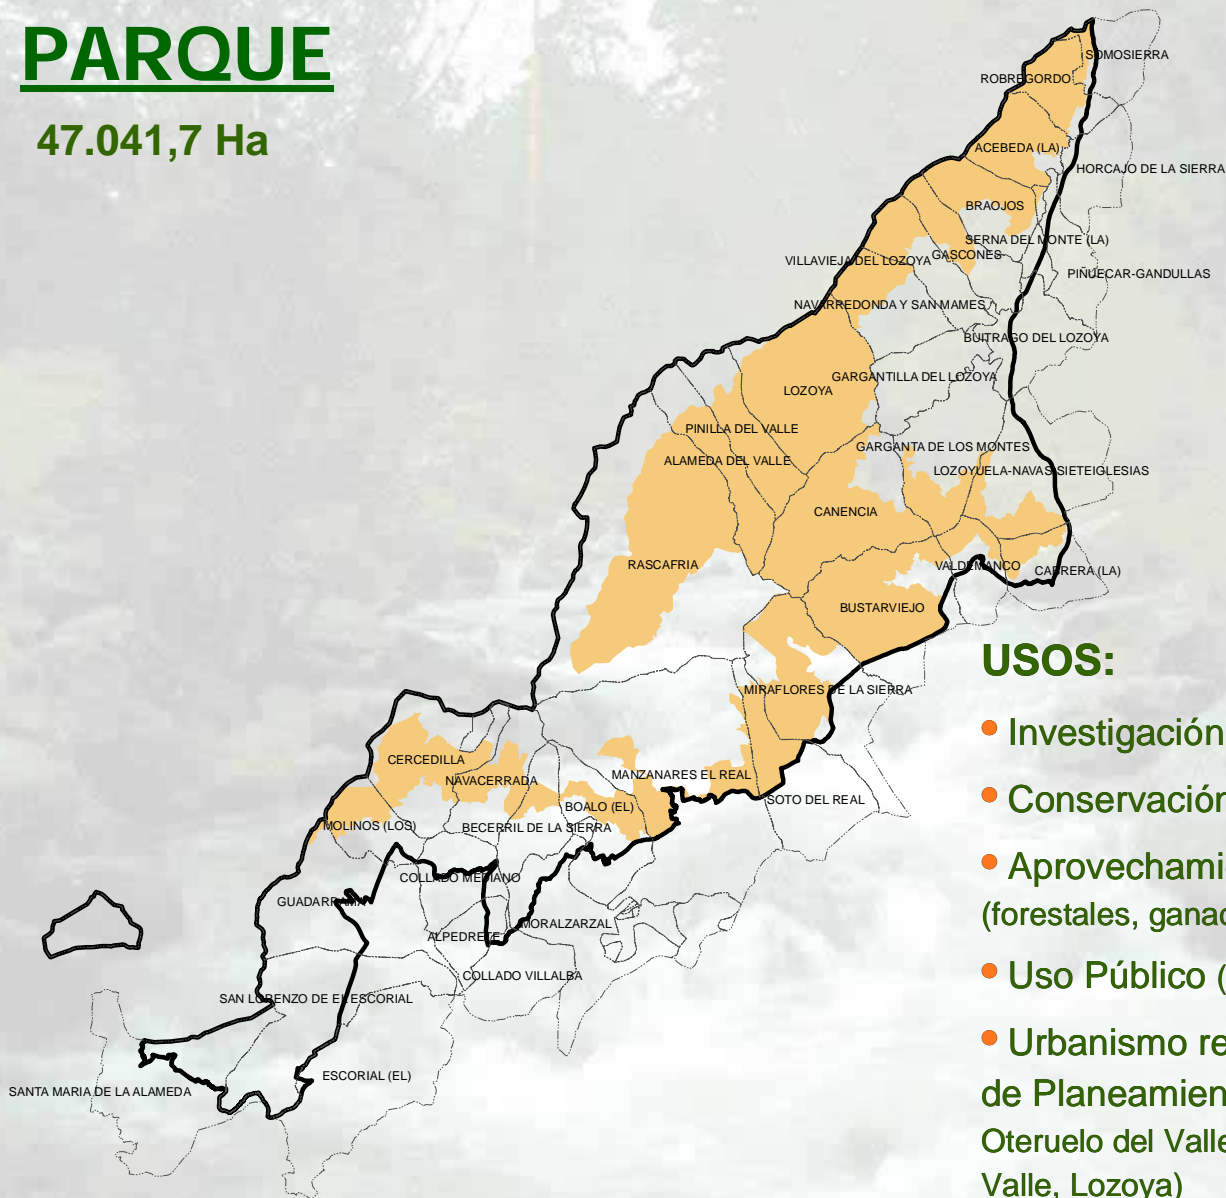 PARQUE
47.041,7 Ha
SOMOSIERRA
ROBREGORDO
ACEBEDA (LA)
HORCAJO DE LA SIERRA
BRAOJOS
SERNA DEL MONTE (LA)
GASCONES
VILLAVIEJA DEL LOZOYA
PIÑUECAR-GANDULLAS
NAVARREDONDA Y SAN MAMES
BUITRAGO DEL LOZOYA
GARGANTILLA DEL LOZOYA
LOZOYA
PINILLA DEL VALLE
GARGANTA DE LOS MONTES
ALAMEDA DEL VALLE
LOZOYUELA-NAVAS-SIETEIGLESIAS
CANENCIA
RASCAFRIA
VALDEMANCO
CABRERA (LA)
BUSTARVIEJO
MIRAFLORES DE LA SIERRA
CERCEDILLA
NAVACERRADA
MANZANARES EL REAL
BOALO (EL)
SOTO DEL REAL
MOLINOS (LOS)
BECERRIL DE LA SIERRA
COLLADO MEDIANO
GUADARRAMA
MORALZARZAL
ALPEDRETE
COLLADO VILLALBA
SAN LORENZO DE EL ESCORIAL
ESCORIAL (EL)
SANTA MARIA DE LA ALAMEDA
USOS:
• Investigación
• Conservación
• Aprovechami
(forestales, ganad
• Uso Público (
• Urbanismo re
de Planeamien
Oteruelo del Valle
Valle, Lozoya)